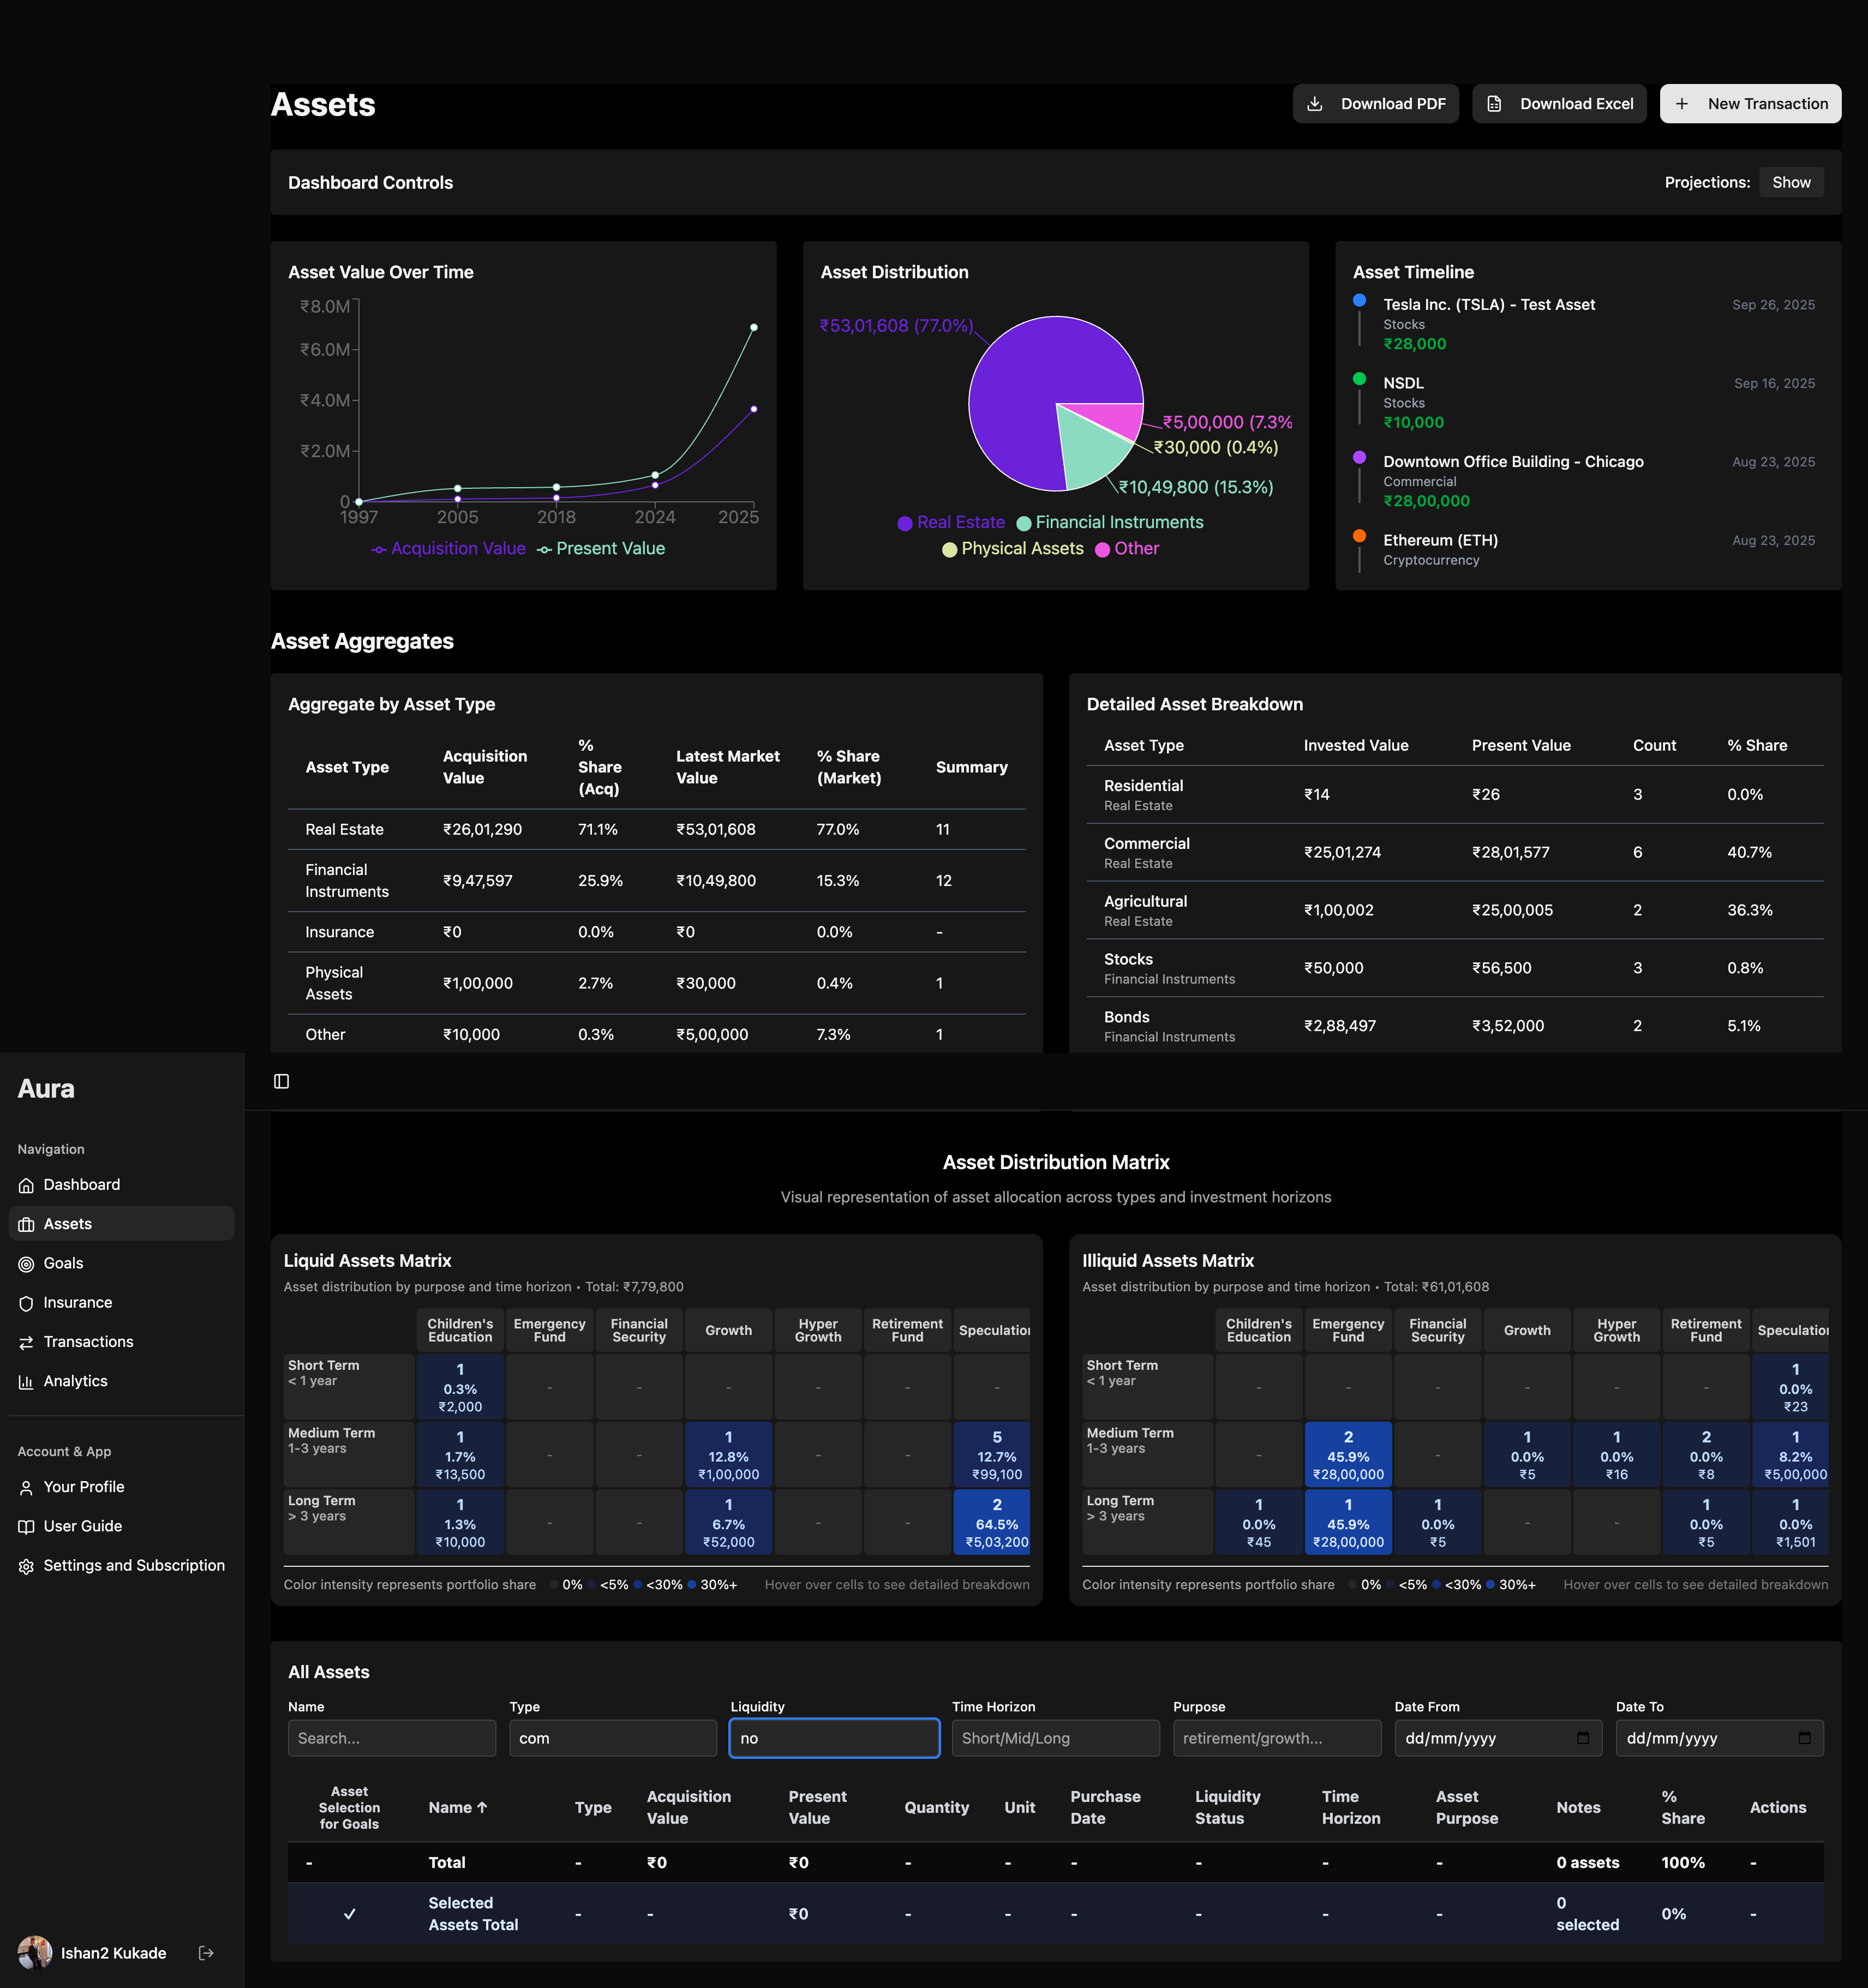 Assets
Download PDF
Download Excel
New Transaction
Dashboard Controls
Projections: Show
Asset Value Over Time
₹8.0M
₹6.0M
₹4.0M
₹2.0M
0
1997 2005 2018 2024 2025
Acquisition Value Present Value
Asset Distribution
₹53,01,608 (77.0%)
₹5,00,000 (7.3%
₹30,000 (0.4%)
₹10,49,800 (15.3%)
Real Estate Financial Instruments
Physical Assets Other
Asset Timeline
Tesla Inc. (TSLA) - Test Asset Sep 26, 2025
Stocks
₹28,000
NSDL Sep 16, 2025
Stocks
₹10,000
Downtown Office Building - Chicago Aug 23, 2025
Commercial
₹28,00,000
Ethereum (ETH) Aug 23, 2025
Cryptocurrency
Asset Aggregates
Aggregate by Asset Type
Asset Type Acquisition Value % Share (Acq) Latest Market Value % Share (Market) Summary
Real Estate ₹26,01,290 71.1% ₹53,01,608 77.0% 11
Financial Instruments ₹9,47,597 25.9% ₹10,49,800 15.3% 12
Insurance ₹0 0.0% ₹0 0.0% -
Physical Assets ₹1,00,000 2.7% ₹30,000 0.4% 1
Other ₹10,000 0.3% ₹5,00,000 7.3% 1
Detailed Asset Breakdown
Asset Type Invested Value Present Value Count % Share
Residential ₹14 ₹26 3 0.0%
Real Estate
Commercial ₹25,01,274 ₹28,01,577 6 40.7%
Real Estate
Agricultural ₹1,00,002 ₹25,00,005 2 36.3%
Real Estate
Stocks ₹50,000 ₹56,500 3 0.8%
Financial Instruments
Bonds ₹2,88,497 ₹3,52,000 2 5.1%
Financial Instruments
Aura
Navigation
Dashboard
Assets
Goals
Insurance
Transactions
Analytics
Account & App
Your Profile
User Guide
Settings and Subscription
Ishan2 Kukade
Asset Distribution Matrix
Visual representation of asset allocation across types and investment horizons
Liquid Assets Matrix
Asset distribution by purpose and time horizon • Total: ₹7,79,800
Children's Education Emergency Fund Financial Security Growth Hyper Growth Retirement Fund Speculation
Short Term 1 - - - - - -
< 1 year 0.3%
₹2,000
Medium Term 1 - - 1 - - 5
1-3 years 1.7% 12.8% 12.7%
₹13,500 ₹1,00,000 ₹99,100
Long Term 1 - - 1 - - 2
> 3 years 1.3% 6.7% 64.5%
₹10,000 ₹52,000 ₹5,03,200
Color intensity represents portfolio share 0% <5% <30% 30%+ Hover over cells to see detailed breakdown
Illiquid Assets Matrix
Asset distribution by purpose and time horizon • Total: ₹61,01,608
Children's Education Emergency Fund Financial Security Growth Hyper Growth Retirement Fund Speculation
Short Term - - - - - - 1
< 1 year 0.0%
₹23
Medium Term - 2 - 1 1 2 1
1-3 years 45.9% 0.0% 0.0% 0.0% 8.2%
₹28,00,000 ₹5 ₹16 ₹8 ₹5,00,000
Long Term 1 1 1 - - 1 1
> 3 years 0.0% 45.9% 0.0% 0.0% 0.0%
₹45 ₹28,00,000 ₹5 ₹5 ₹1,501
Color intensity represents portfolio share 0% <5% <30% 30%+ Hover over cells to see detailed breakdown
All Assets
Name Type Liquidity Time Horizon Purpose Date From Date To
Search... com no Short/Mid/Long retirement/growth... dd/mm/yyyy dd/mm/yyyy
Asset Selection for Goals Name ↑ Type Acquisition Value Present Value Quantity Unit Purchase Date Liquidity Status Time Horizon Asset Purpose Notes % Share Actions
- Total - ₹0 ₹0 - - - - - - 0 assets 100% -
✓ Selected Assets Total - - ₹0 - - - - - - 0 selected 0% -